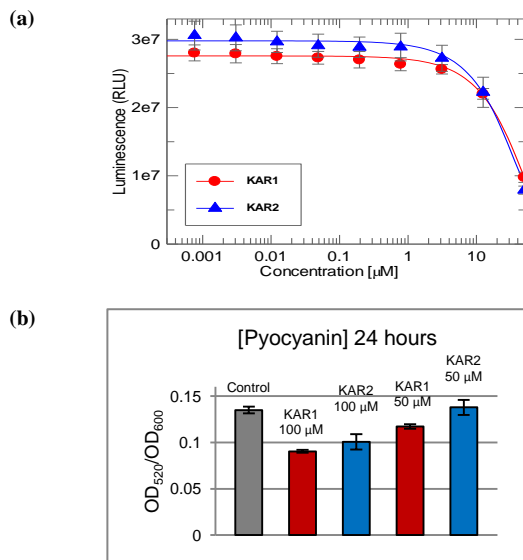 (a)
3e7
2e7
1e7
0
Luminescence (RLU)
KAR1
KAR2
0.001 0.01 0.1 1 10
Concentration [µM]
(b)
[Pyocyanin] 24 hours
Control
KAR1
100 µM
KAR2
100 µM
KAR1
50 µM
KAR2
50 µM
0.15
0.1
0.05
0
OD520/OD600